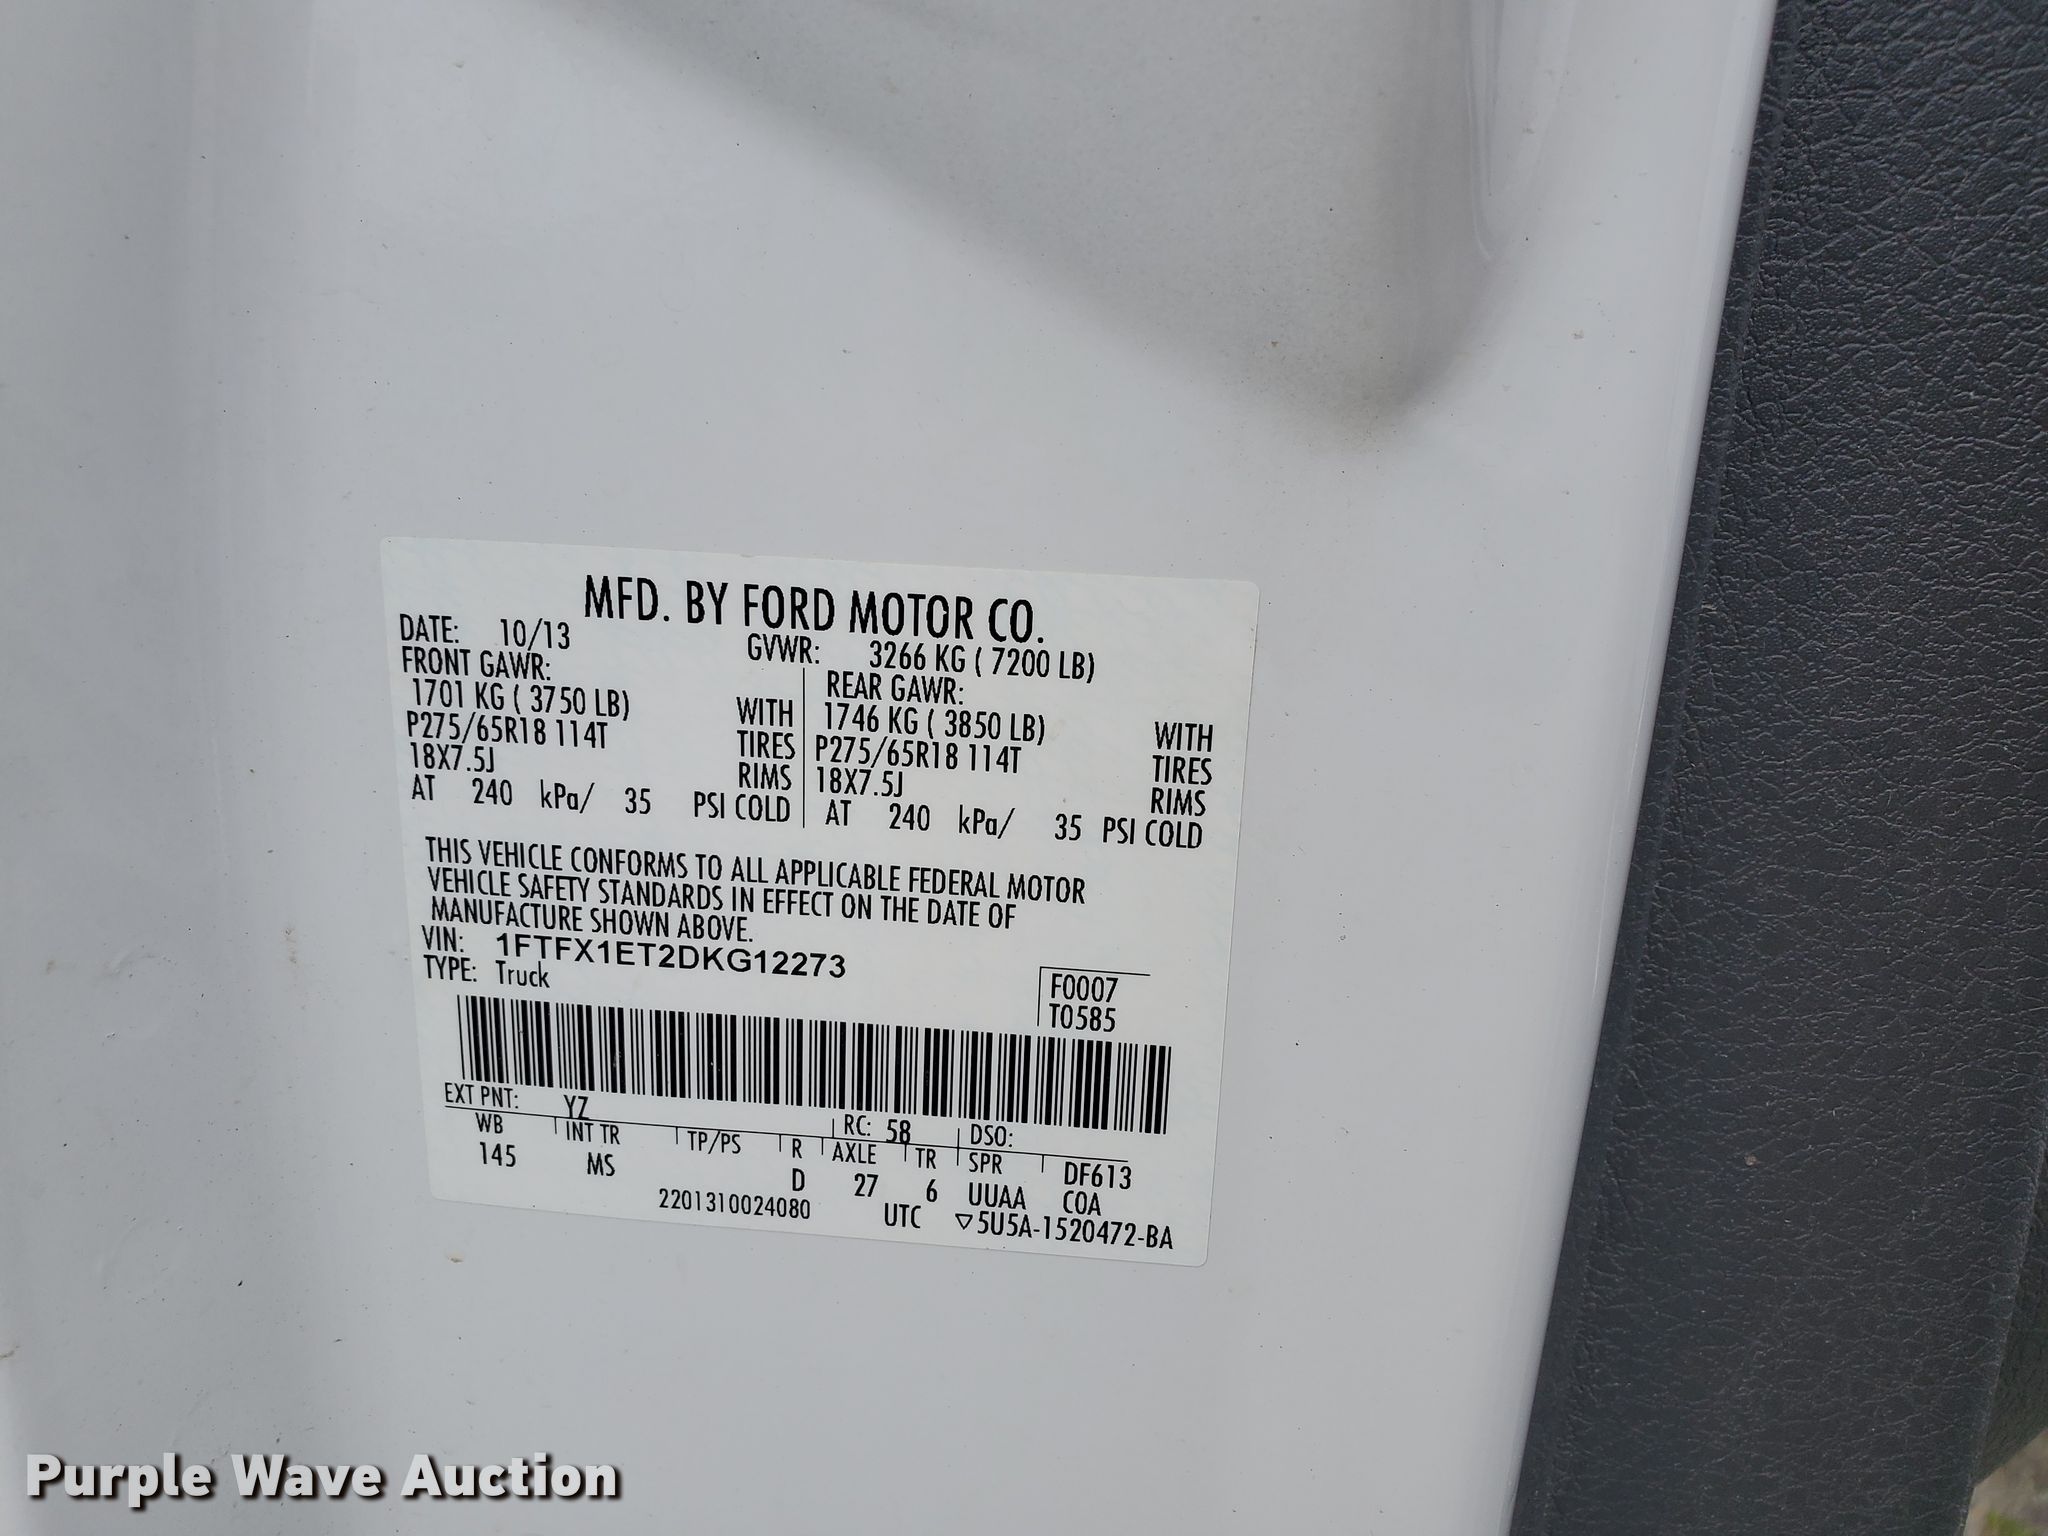 MFD. BY FORD MOTOR CO.
DATE: 10/13 GVWR: 3266 KG ( 7200 LB)
FRONT GAWR: REAR GAWR:
1701 KG ( 3750 LB) WITH 1746 KG ( 3850 LB) WITH
P275/65R18 114T TIRES P275/65R18 114T TIRES
18X7.5J RIMS 18X7.5J RIMS
AT 240 kPa/ 35 PSI COLD AT 240 kPa/ 35 PSI COLD
THIS VEHICLE CONFORMS TO ALL APPLICABLE FEDERAL MOTOR
VEHICLE SAFETY STANDARDS IN EFFECT ON THE DATE OF
MANUFACTURE SHOWN ABOVE.
VIN: 1FTFX1ET2DKG12273
TYPE: Truck
F0007
T0585
EXT PNT: YZ RC: 58 DSO:
WB INT TR TP/PS R AXLE TR SPR DF613
145 MS D 27 6 UUAA COA
2201310024080 UTC ▽5U5A-1520472-BA
Purple Wave Auction